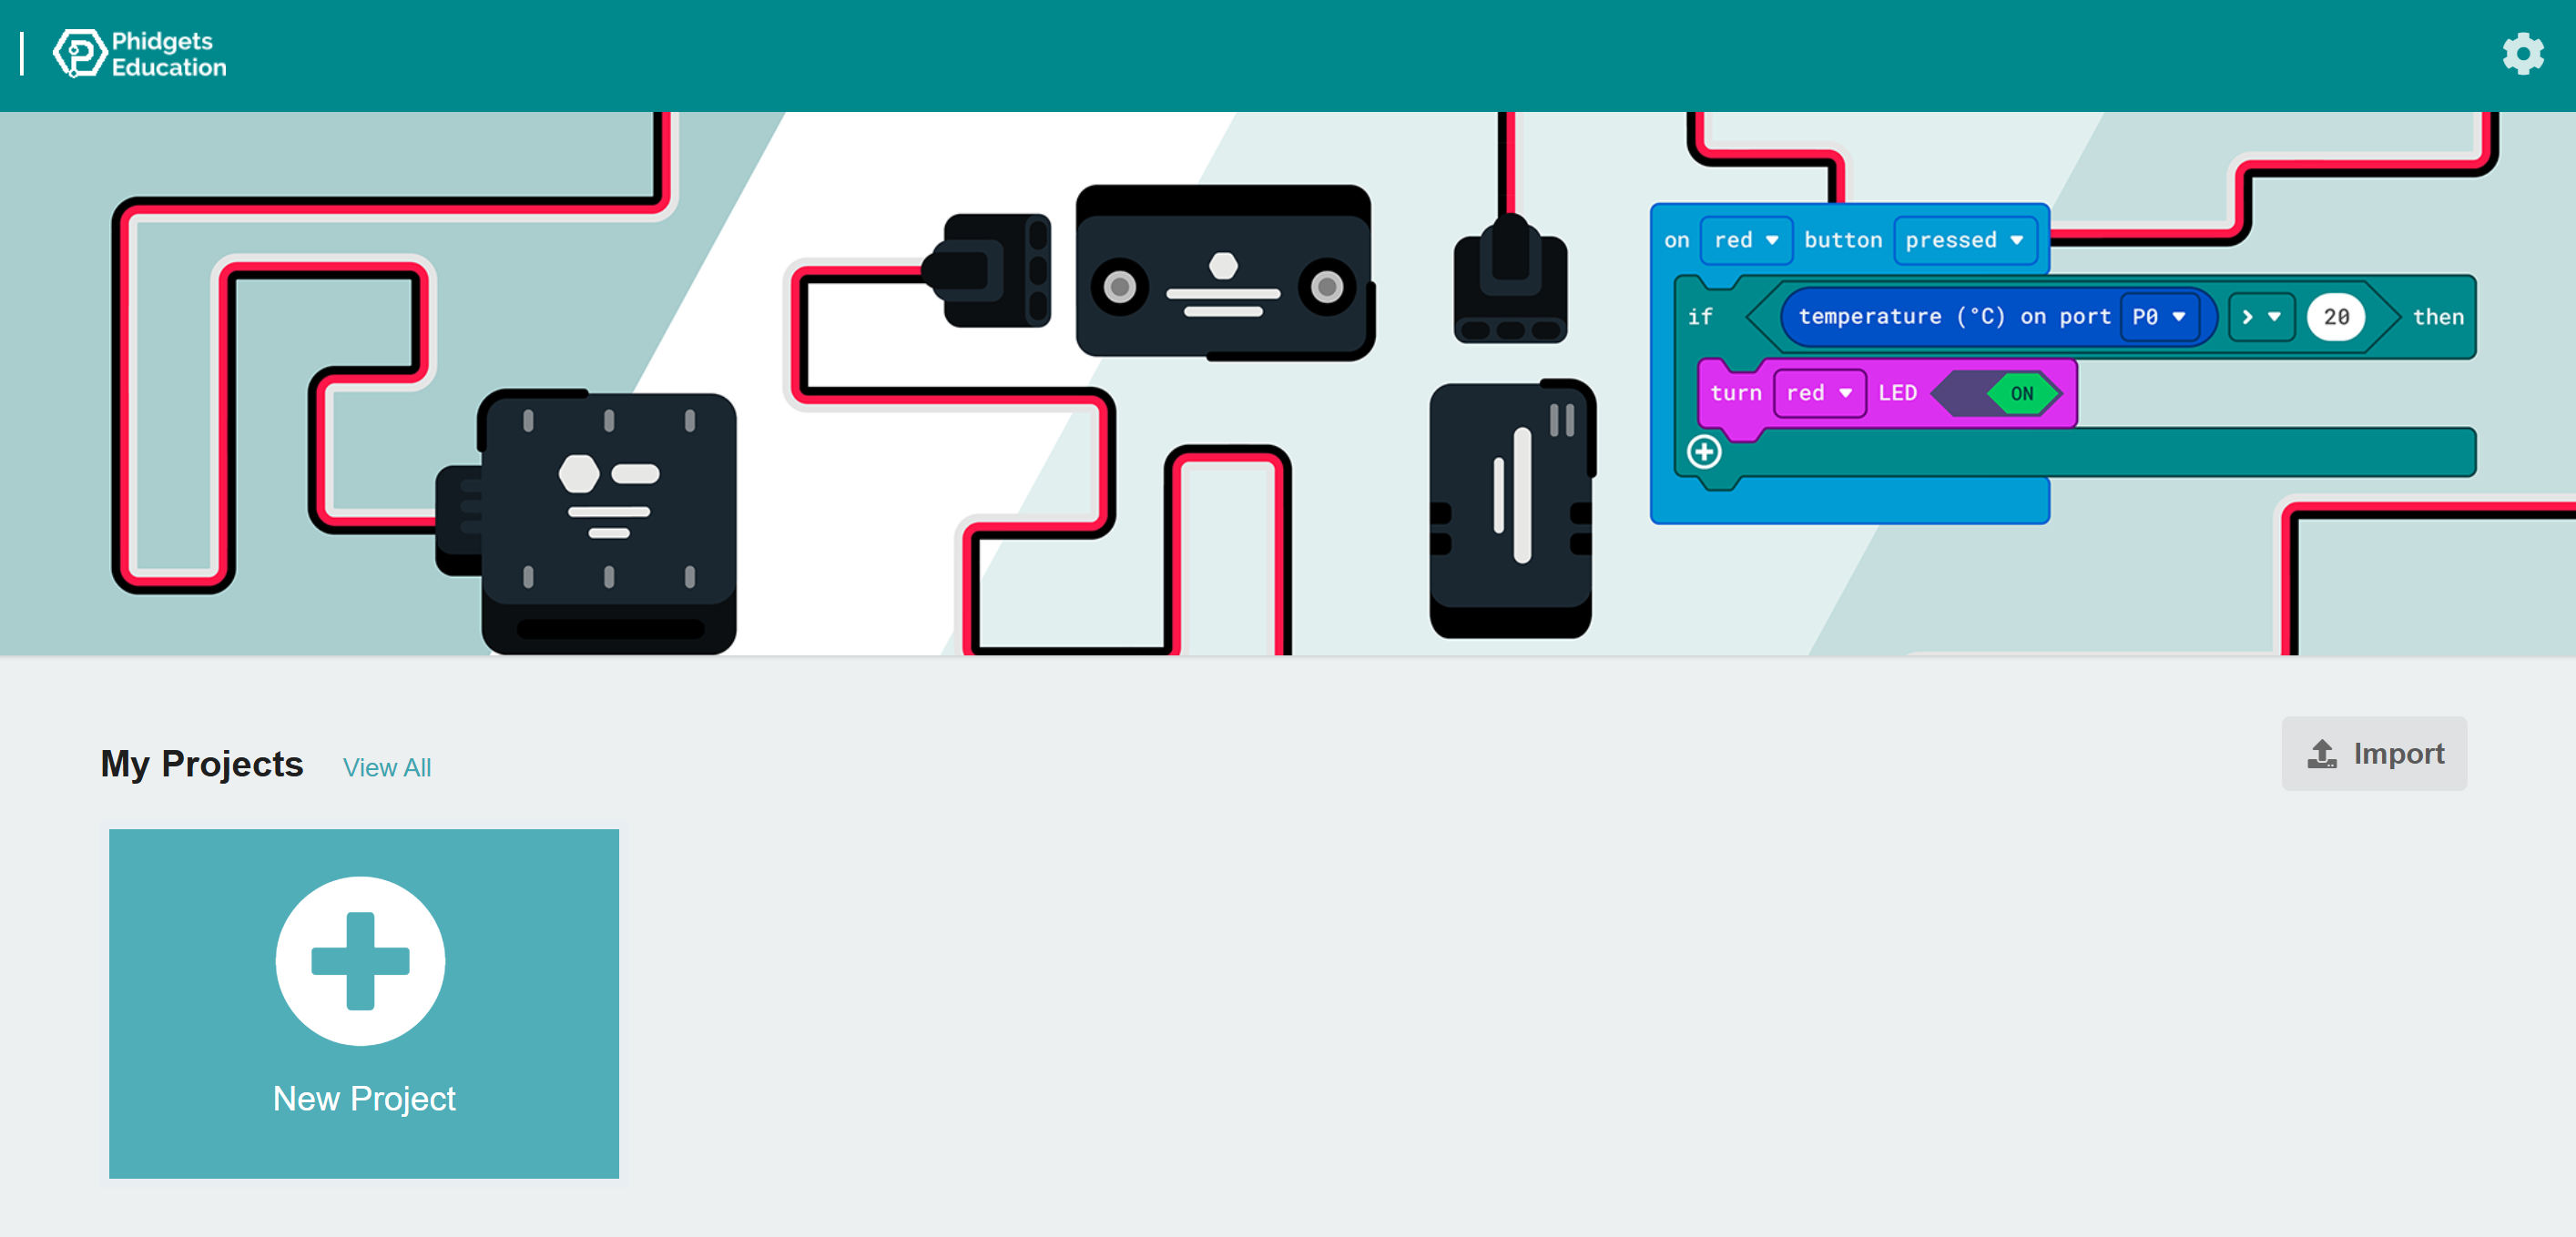 Phidgets
Education
on red button pressed
if temperature (°C) on port P0 > 20 then
turn red LED ON
My Projects View All
Import
New Project